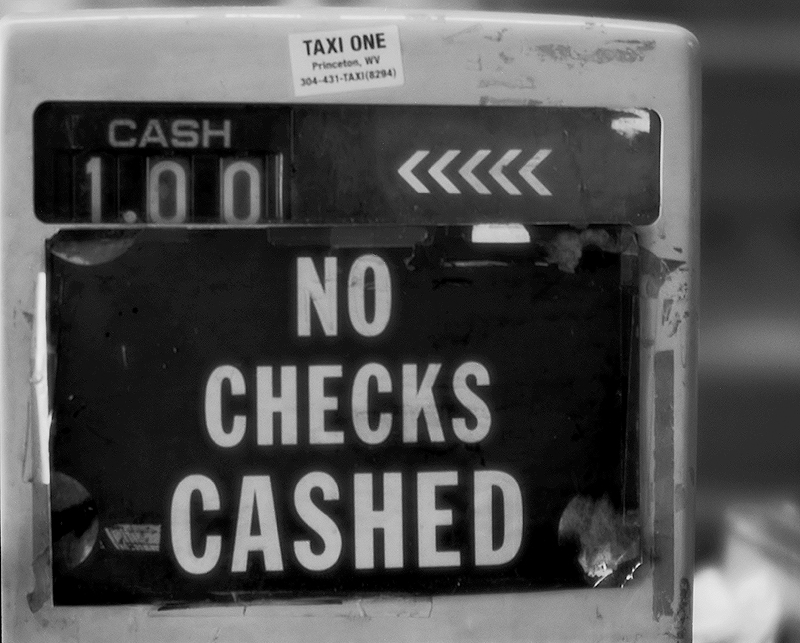 TAXI ONE
Princeton, WV
304-431-TAXI(8294)
CASH
1.00
NO
CHECKS
CASHED